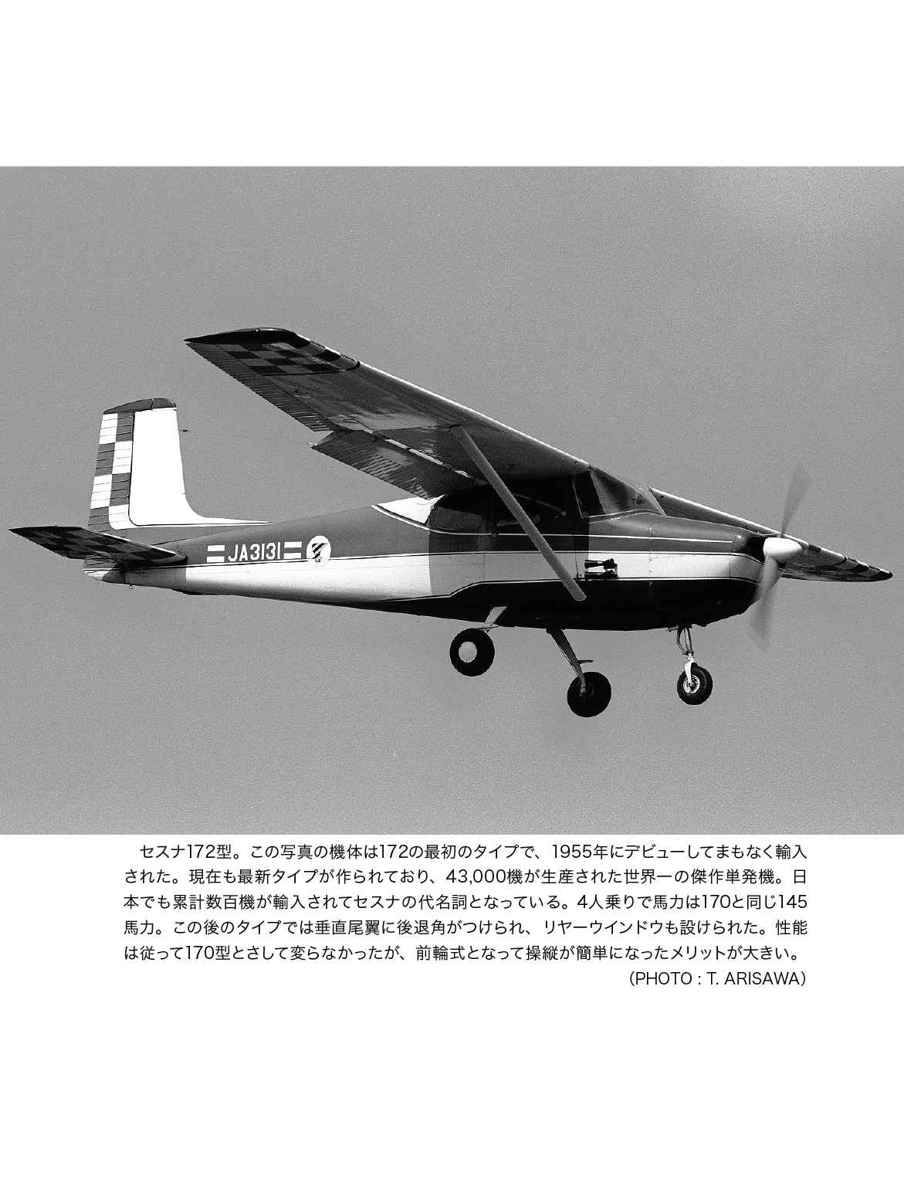 JA3131
セスナ172型。この写真の機体は172の最初のタイプで、1955年にデビューしてまもなく輸入
された。現在も最新タイプが作られており、43,000機が生産された世界一の傑作単発機。日
本でも累計数百機が輸入されてセスナの代名詞となっている。4人乗りで馬力は170と同じ145
馬力。この後のタイプでは垂直尾翼に後退角がつけられ、リヤーウインドウも設けられた。性能
は従って170型とさして変らなかったが、前輪式となって操縦が簡単になったメリットが大きい。
（PHOTO : T. ARISAWA）